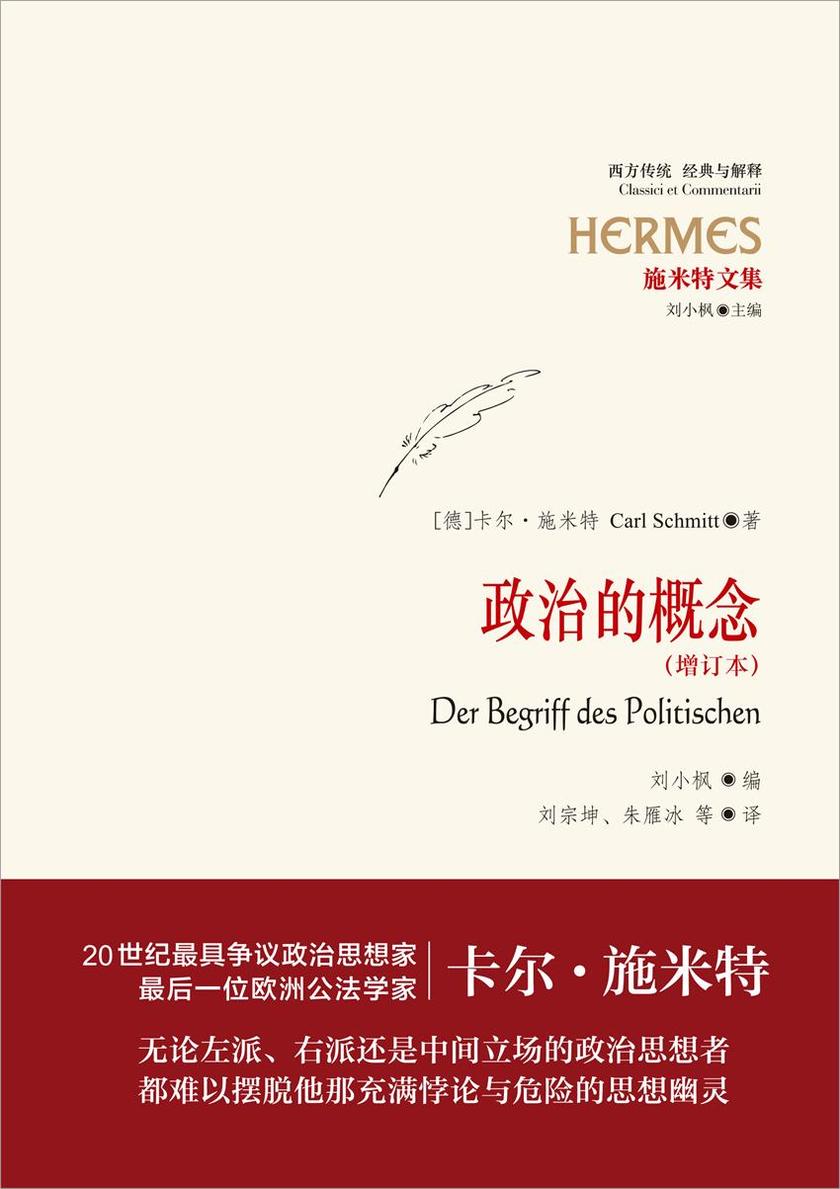 西方传统 经典与解释
Classici et Commentarii
HERMES
施米特文集
刘小枫◉主编
[德]卡尔·施米特 Carl Schmitt◉著
政治的概念
（增订本）
Der Begriff des Politischen
刘小枫 ◉ 编
刘宗坤、朱雁冰 等 ◉ 译
20世纪最具争议政治思想家
最后一位欧洲公法学家
卡尔·施米特
无论左派、右派还是中间立场的政治思想者
都难以摆脱他那充满悖论与危险的思想幽灵